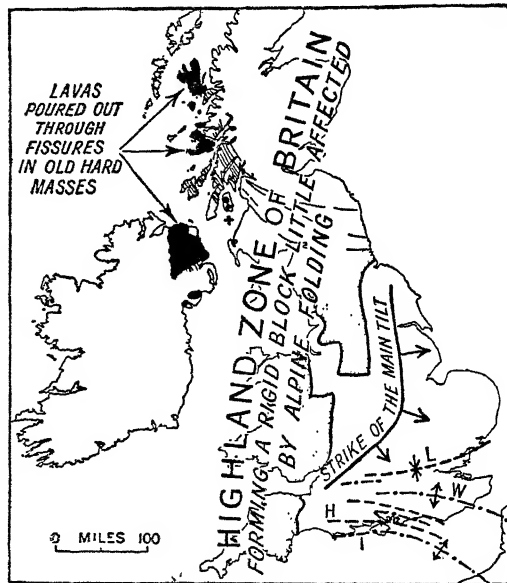 LAVAS
POURED OUT
THROUGH
FISSURES
IN OLD HARD
MASSES
HIGHLAND ZONE OF BRITAIN
FORMING A RIGID BLOCK LITTLE AFFECTED
BY ALPINE FOLDING
STRIKE OF THE MAIN TILT
L
W
H
I
0 MILES 100